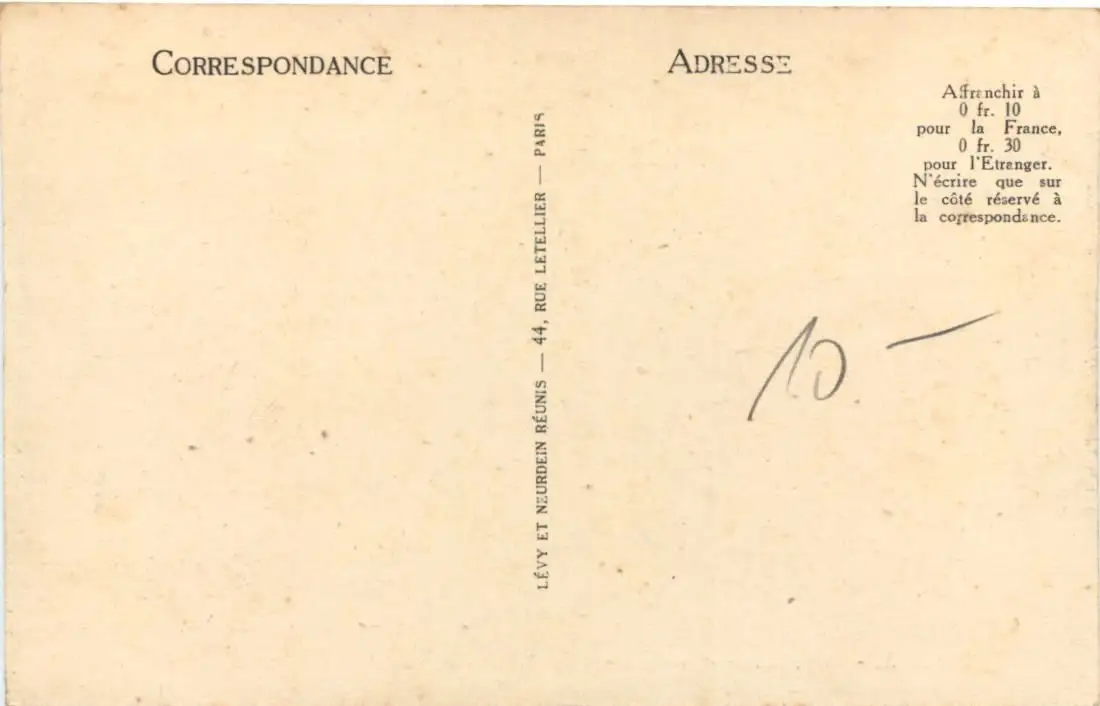 CORRESPONDANCE
ADRESSE
Affranchir à
0 fr. 10
pour la France,
0 fr. 30
pour l'Etranger.
N'écrire que sur
le côté réservé à
la correspondance.
LÉVY ET NEURDEIN RÉUNIS — 44, RUE LETELLIER — PARIS
10 —